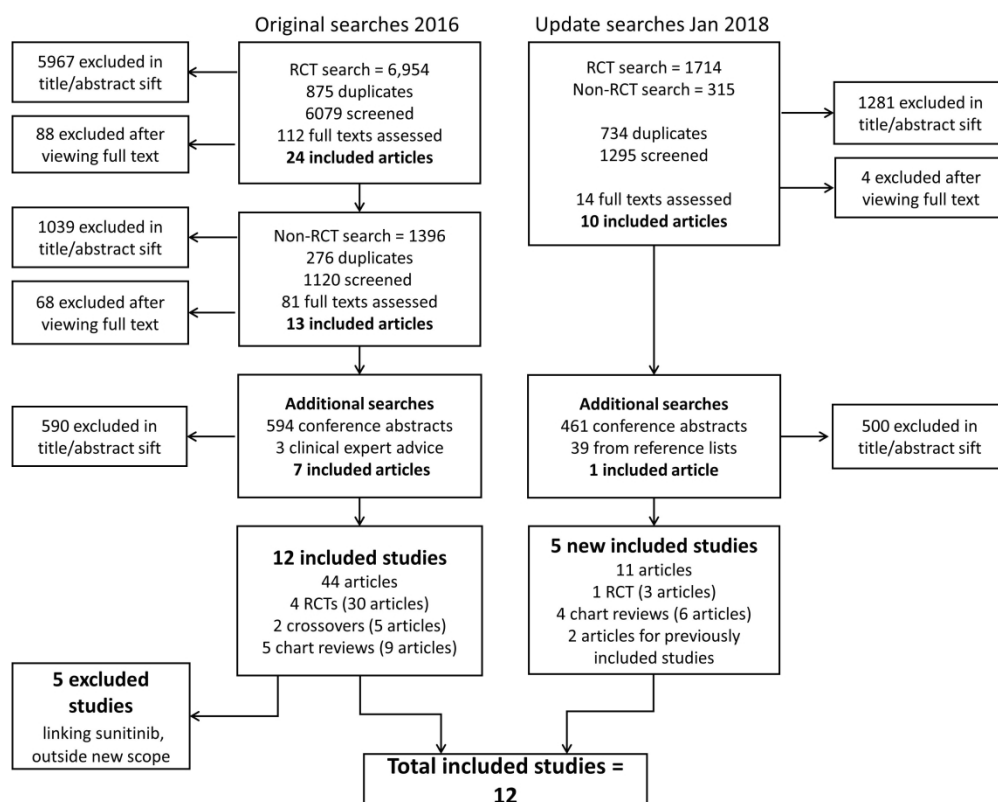 Original searches 2016
5967 excluded in
title/abstract sift
RCT search = 6,954
875 duplicates
6079 screened
112 full texts assessed
24 included articles
88 excluded after
viewing full text
1039 excluded in
title/abstract sift
Non-RCT search = 1396
276 duplicates
1120 screened
81 full texts assessed
13 included articles
68 excluded after
viewing full text
590 excluded in
title/abstract sift
Additional searches
594 conference abstracts
3 clinical expert advice
7 included articles
12 included studies
44 articles
4 RCTs (30 articles)
2 crossovers (5 articles)
5 chart reviews (9 articles)
5 excluded
studies
linking sunitinib,
outside new scope
Update searches Jan 2018
RCT search = 1714
Non-RCT search = 315
734 duplicates
1295 screened
14 full texts assessed
10 included articles
1281 excluded in
title/abstract sift
4 excluded after
viewing full text
Additional searches
461 conference abstracts
39 from reference lists
1 included article
500 excluded in
title/abstract sift
5 new included studies
11 articles
1 RCT (3 articles)
4 chart reviews (6 articles)
2 articles for previously
included studies
Total included studies =
12